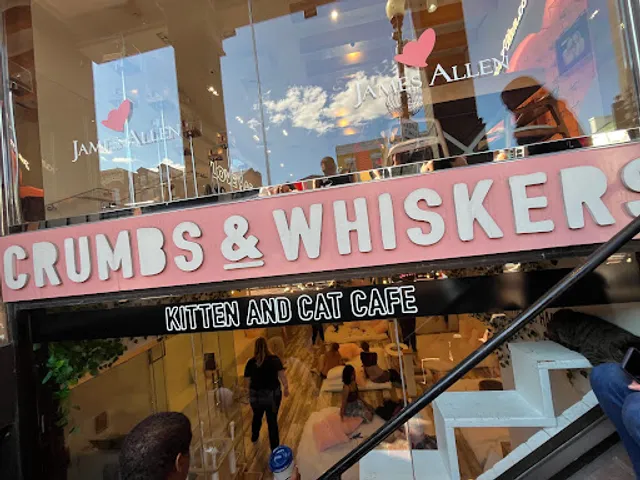 JAMES ALLEN
JAMES ALLEN
CRUMBS & WHISKERS
KITTEN AND CAT CAFE